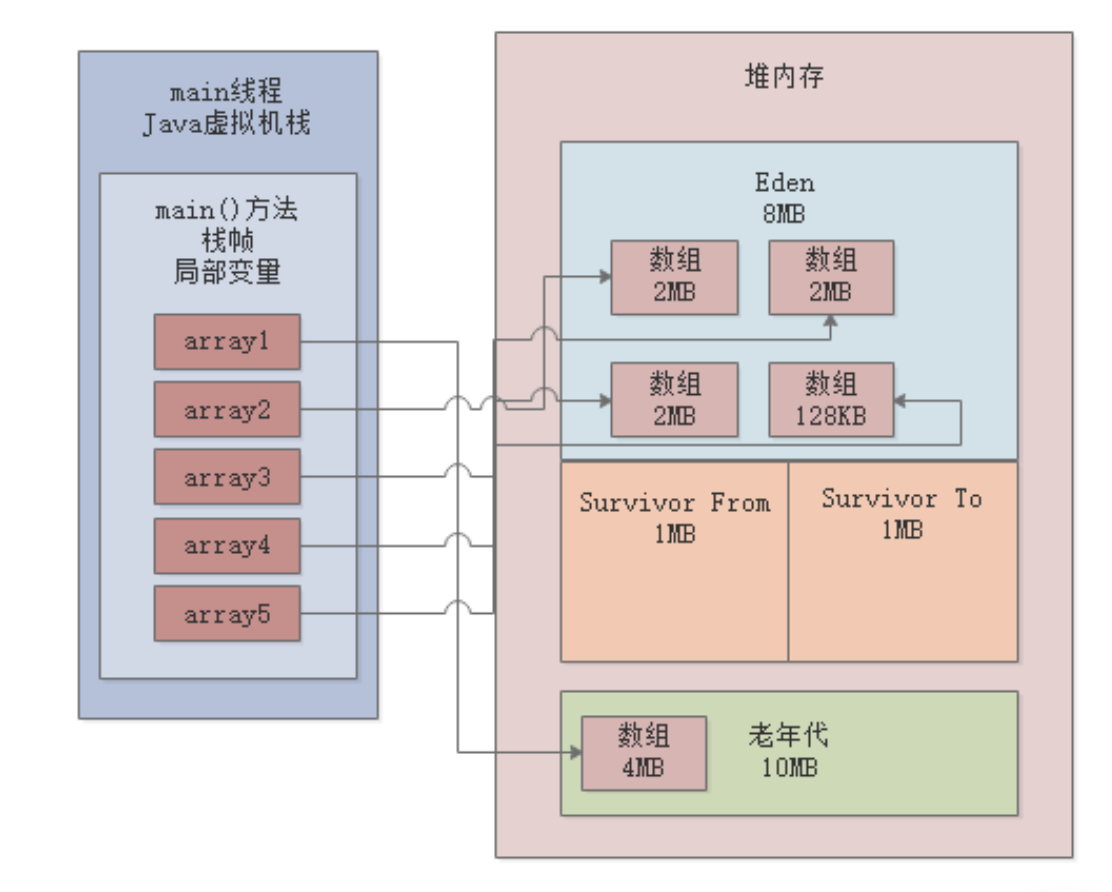 main线程
Java虚拟机栈
main()方法
栈帧
局部变量
array1
array2
array3
array4
array5
堆内存
Eden
8MB
数组
2MB
数组
2MB
数组
2MB
数组
128KB
Survivor From
1MB
Survivor To
1MB
数组
4MB
老年代
10MB